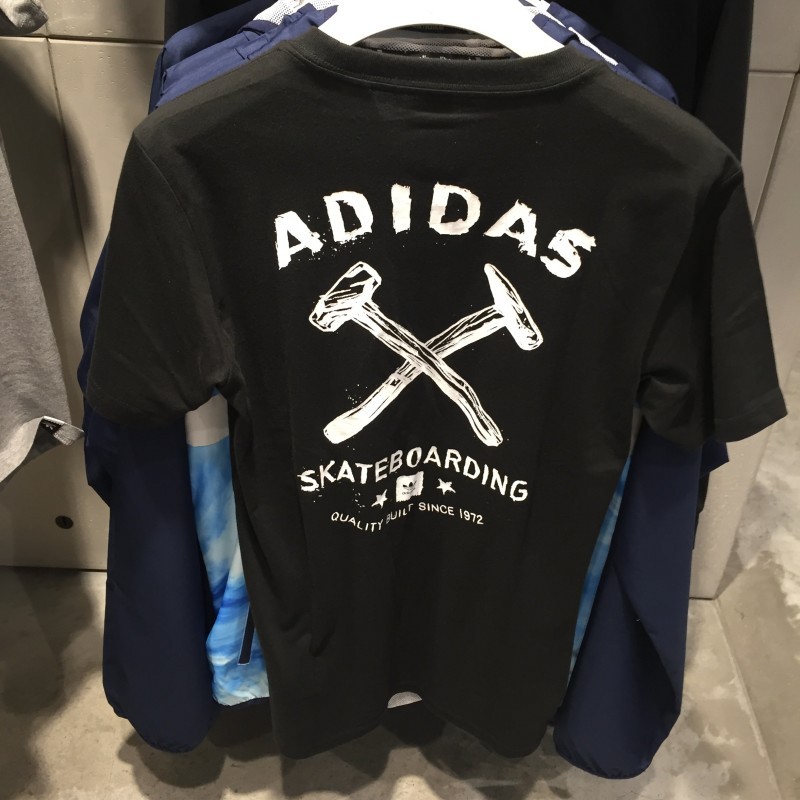 ADIDAS
SKATEBOARDING
QUALITY BUILT SINCE 1972